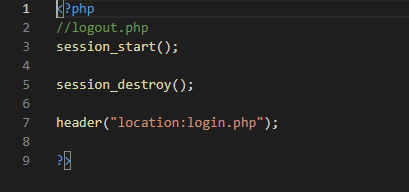 1 <?php
2 //logout.php
3 session_start();
4
5 session_destroy();
6
7 header("location:login.php");
8
9 ?>